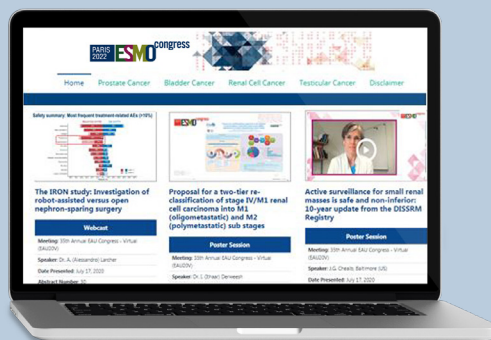 PARIS
2022 ESMO congress
Home Prostate Cancer Bladder Cancer Renal Cell Cancer Testicular Cancer Disclaimer
Safety summary: Most frequent treatment-related AEs (≥10%)
The IRON study: Investigation of
robot-assisted versus open
nephron-sparing surgery
Webcast
Meeting: 35th Annual EAU Congress - Virtual
(EAU20V)
Speaker: Dr. A. (Alessandro) Larcher
Date Presented: July 17, 2020
Abstract Number: 10
Proposal for a two-tier re-
classification of stage IV/M1 renal
cell carcinoma into M1
(oligometastatic) and M2
(polymetastatic) sub stages
Poster Session
Meeting: 35th Annual EAU Congress - Virtual
(EAU20V)
Speaker: Dr. I. (Ithaar) Derweesh
Active surveillance for small renal
masses is safe and non-inferior:
10-year update from the DISSRM
Registry
Poster Session
Meeting: 35th Annual EAU Congress - Virtual
(EAU20V)
Speaker: J.G. Cheaib, Baltimore (US)
Date Presented: July 17, 2020